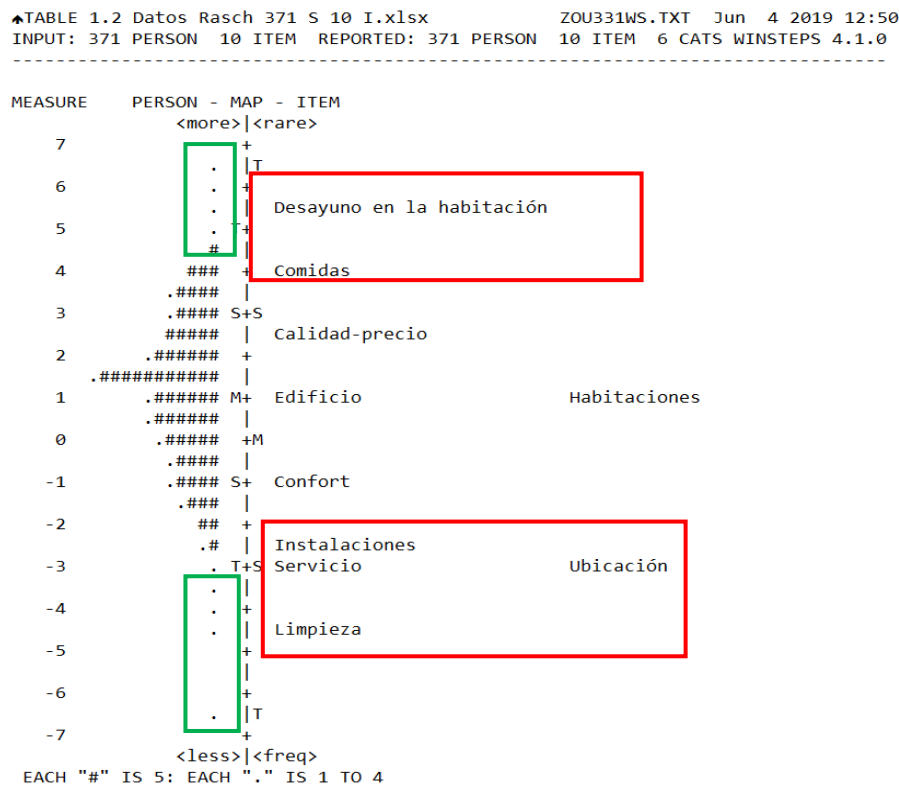 ♠TABLE 1.2 Datos Rasch 371 S 10 I.xlsx            ZOU331WS.TXT  Jun  4 2019 12:50
INPUT: 371 PERSON  10 ITEM  REPORTED: 371 PERSON  10 ITEM  6 CATS WINSTEPS 4.1.0
--------------------------------------------------------------------------------
MEASURE    PERSON - MAP - ITEM
               <more>|<rare>
    7                +
                  .  |T
    6             .  +
                  .  |  Desayuno en la habitación
    5             . T+
                  #  |
    4           ###  +  Comidas
              .####  |
    3         .#### S+S
              #####  |  Calidad-precio
    2       .######  +
       .###########  |
    1       .###### M+  Edificio                   Habitaciones
            .######  |
    0        .#####  +M
              .####  |
   -1         .#### S+  Confort
               .###  |
   -2            ##  +
                 .#  |  Instalaciones
   -3             . T+S Servicio                   Ubicación
                  .  |
   -4             .  +
                  .  |  Limpieza
   -5                +
                     |
   -6                +
                  .  |T
   -7                +
               <less>|<freq>
 EACH "#" IS 5: EACH "." IS 1 TO 4